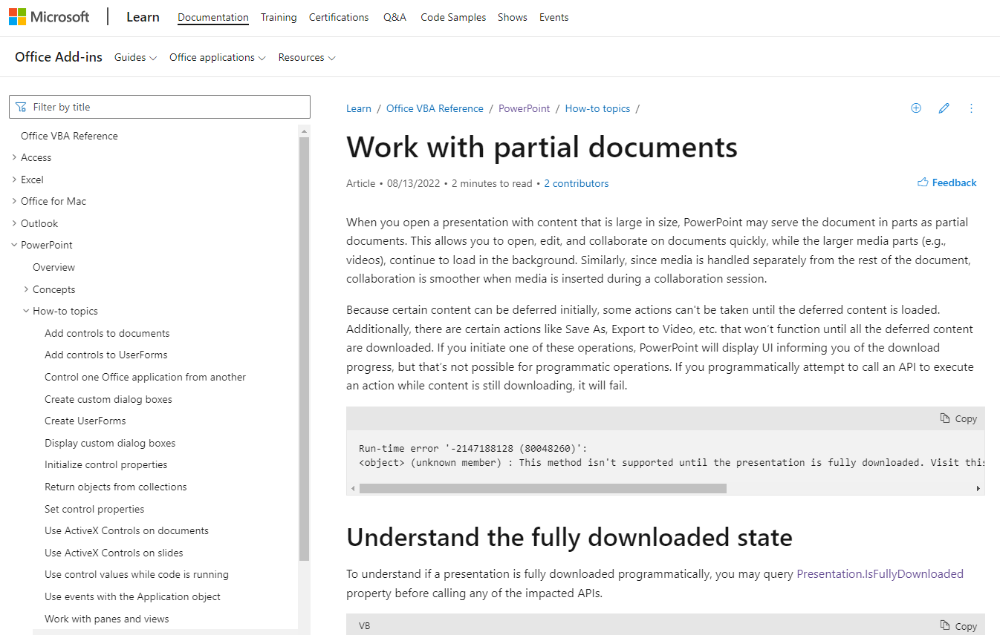 Microsoft Learn Documentation Training Certifications Q&A Code Samples Shows Events
Office Add-ins Guides Office applications Resources
Filter by title
Office VBA Reference
Access
Excel
Office for Mac
Outlook
PowerPoint
Overview
Concepts
How-to topics
Add controls to documents
Add controls to UserForms
Control one Office application from another
Create custom dialog boxes
Create UserForms
Display custom dialog boxes
Initialize control properties
Return objects from collections
Set control properties
Use ActiveX Controls on documents
Use ActiveX Controls on slides
Use control values while code is running
Use events with the Application object
Work with panes and views
Learn / Office VBA Reference / PowerPoint / How-to topics /
Work with partial documents
Article • 08/13/2022 • 2 minutes to read • 2 contributors
Feedback
When you open a presentation with content that is large in size, PowerPoint may serve the document in parts as partial
documents. This allows you to open, edit, and collaborate on documents quickly, while the larger media parts (e.g.,
videos), continue to load in the background. Similarly, since media is handled separately from the rest of the document,
collaboration is smoother when media is inserted during a collaboration session.
Because certain content can be deferred initially, some actions can't be taken until the deferred content is loaded.
Additionally, there are certain actions like Save As, Export to Video, etc. that won’t function until all the deferred content
are downloaded. If you initiate one of these operations, PowerPoint will display UI informing you of the download
progress, but that’s not possible for programmatic operations. If you programmatically attempt to call an API to execute
an action while content is still downloading, it will fail.
Copy
Run-time error '-2147188128 (80048260)':
<object> (unknown member) : This method isn't supported until the presentation is fully downloaded. Visit this
Understand the fully downloaded state
To understand if a presentation is fully downloaded programmatically, you may query Presentation.IsFullyDownloaded
property before calling any of the impacted APIs.
VB
Copy